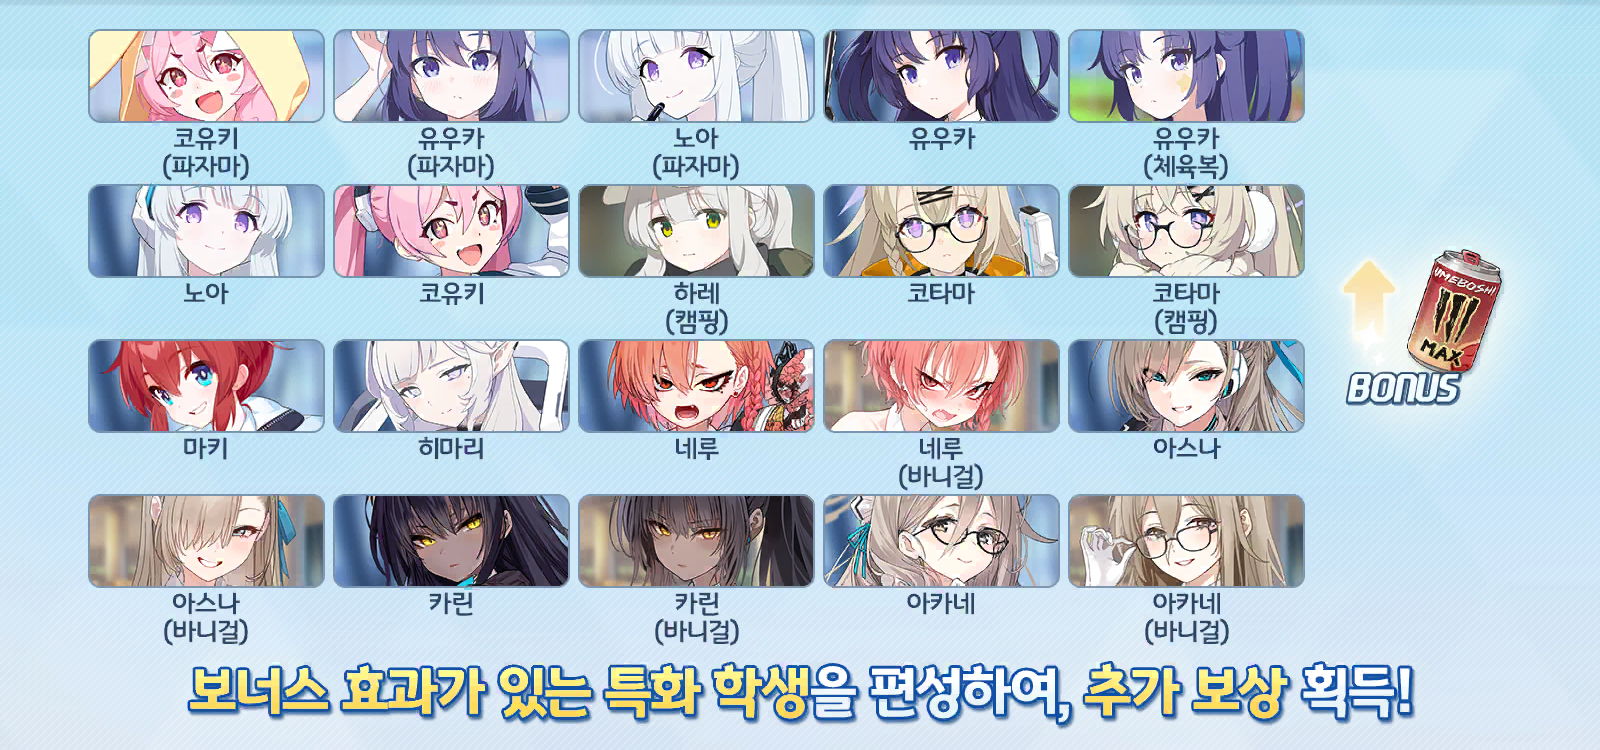 코유키
(파자마)
유우카
(파자마)
노아
(파자마)
유우카
유우카
(체육복)
노아
코유키
하레
(캠핑)
코타마
코타마
(캠핑)
UMEBOSHI
MAX
BONUS
마키
히마리
네루
네루
(바니걸)
아스나
아스나
(바니걸)
카린
카린
(바니걸)
아카네
아카네
(바니걸)
보너스 효과가 있는 특화 학생을 편성하여, 추가 보상 획득!